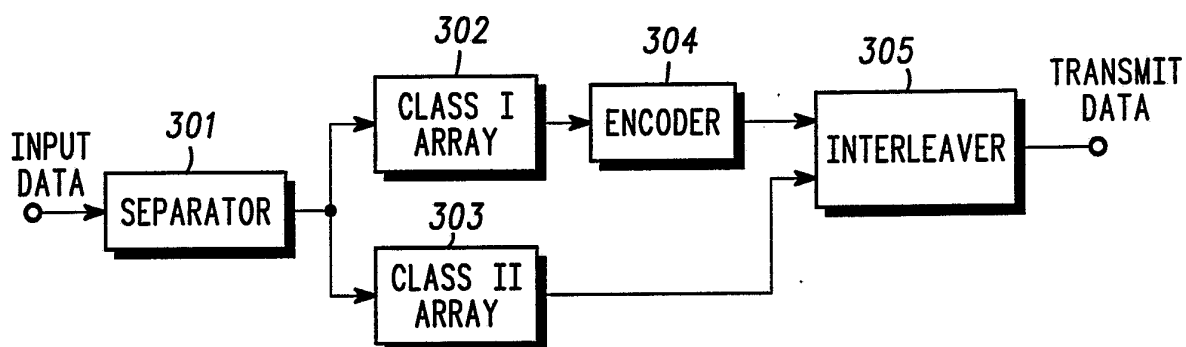 302
304
305
TRANSMIT
DATA
301
INPUT
DATA
CLASS I
ARRAY
ENCODER
INTERLEAVER
SEPARATOR
303
CLASS II
ARRAY